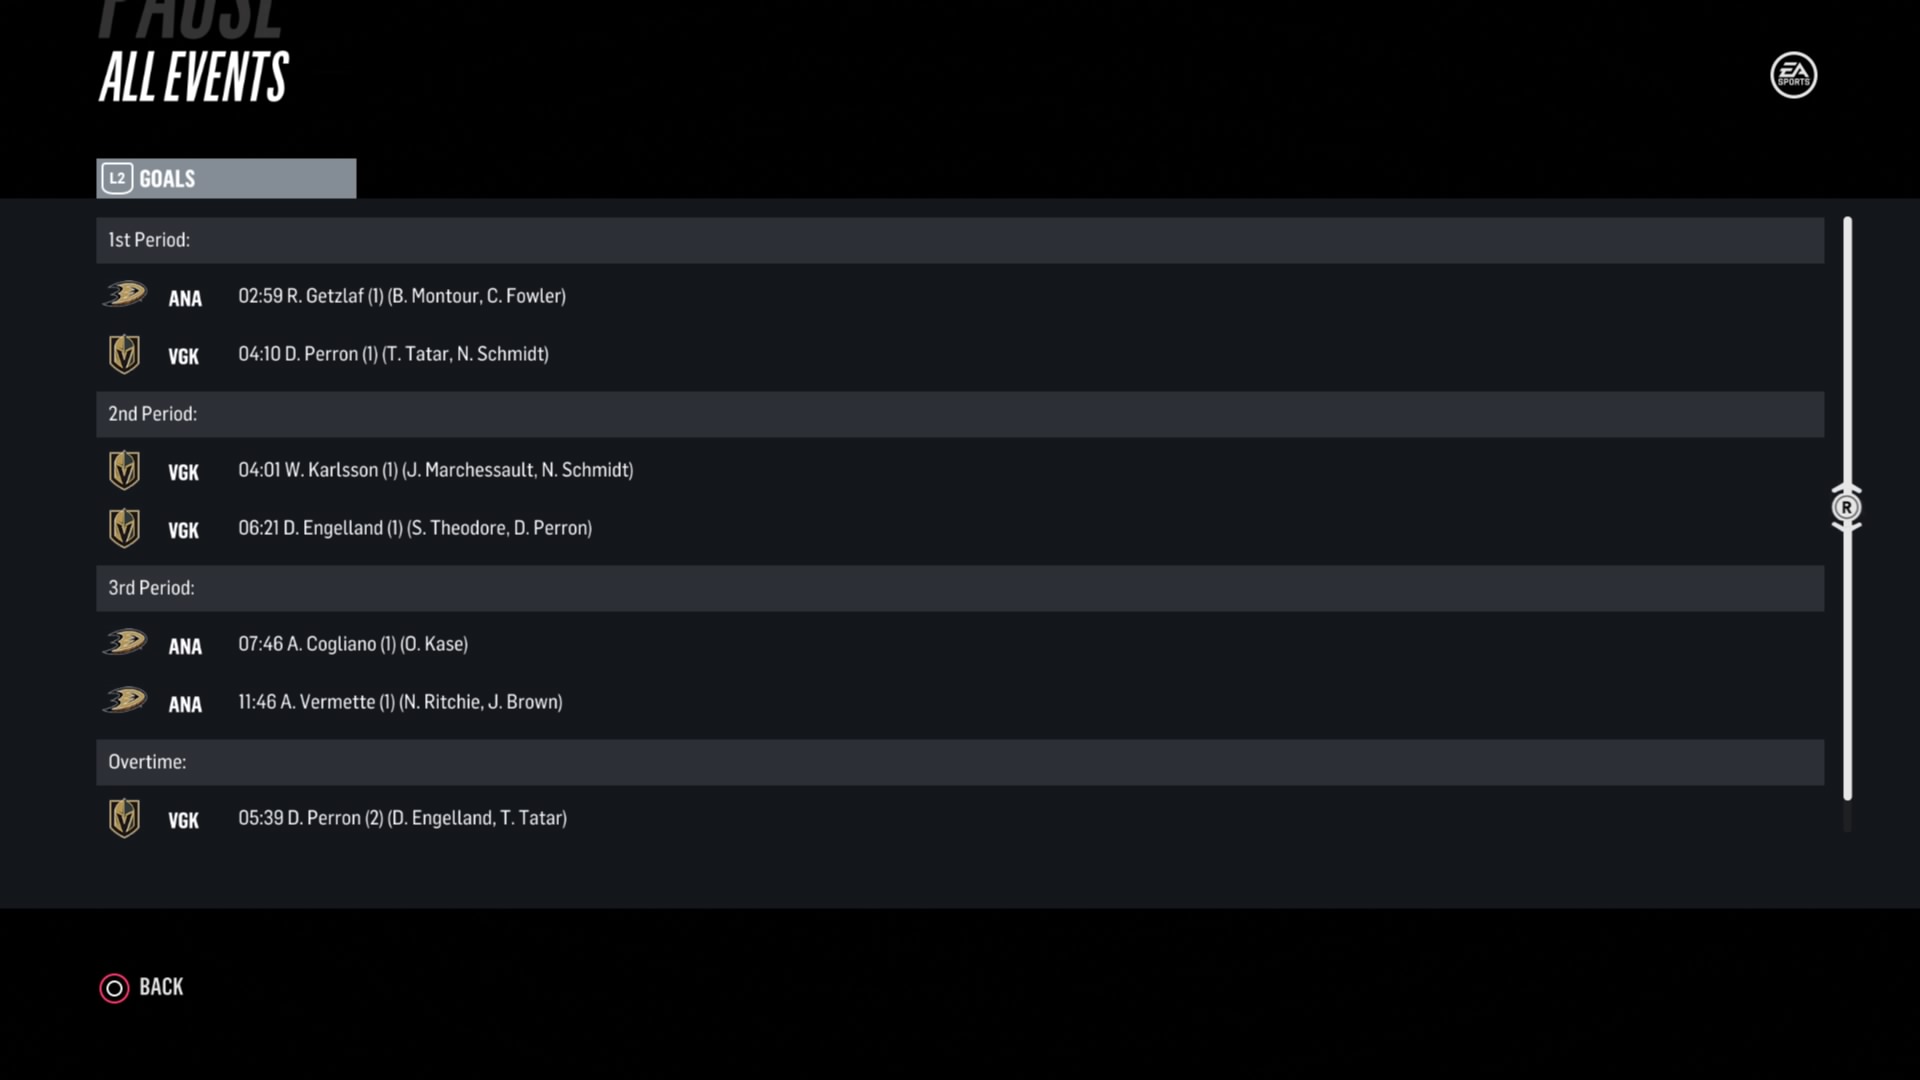 PAUSE
ALL EVENTS
EA SPORTS
L2 GOALS
1st Period:
ANA 02:59 R. Getzlaf (1) (B. Montour, C. Fowler)
VGK 04:10 D. Perron (1) (T. Tatar, N. Schmidt)
2nd Period:
VGK 04:01 W. Karlsson (1) (J. Marchessault, N. Schmidt)
VGK 06:21 D. Engelland (1) (S. Theodore, D. Perron)
R
3rd Period:
ANA 07:46 A. Cogliano (1) (O. Kase)
ANA 11:46 A. Vermette (1) (N. Ritchie, J. Brown)
Overtime:
VGK 05:39 D. Perron (2) (D. Engelland, T. Tatar)
BACK